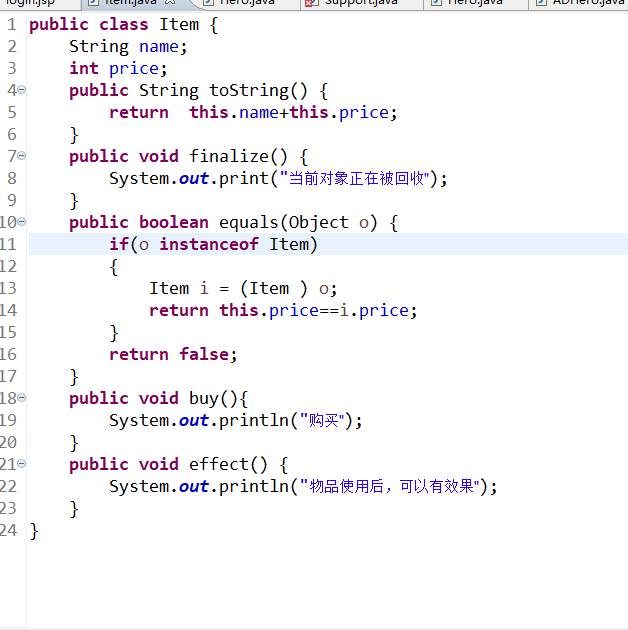 login.jsp Item.java Hero.java Support.java Hero.java ADHero.java
1 public class Item {
2 String name;
3 int price;
4 public String toString() {
5 return  this.name+this.price;
6 }
7 public void finalize() {
8 System.out.print("当前对象正在被回收");
9 }
10 public boolean equals(Object o) {
11 if(o instanceof Item)
12 {
13 Item i = (Item ) o;
14 return this.price==i.price;
15 }
16 return false;
17 }
18 public void buy(){
19 System.out.println("购买");
20 }
21 public void effect() {
22 System.out.println("物品使用后，可以有效果");
23 }
24 }